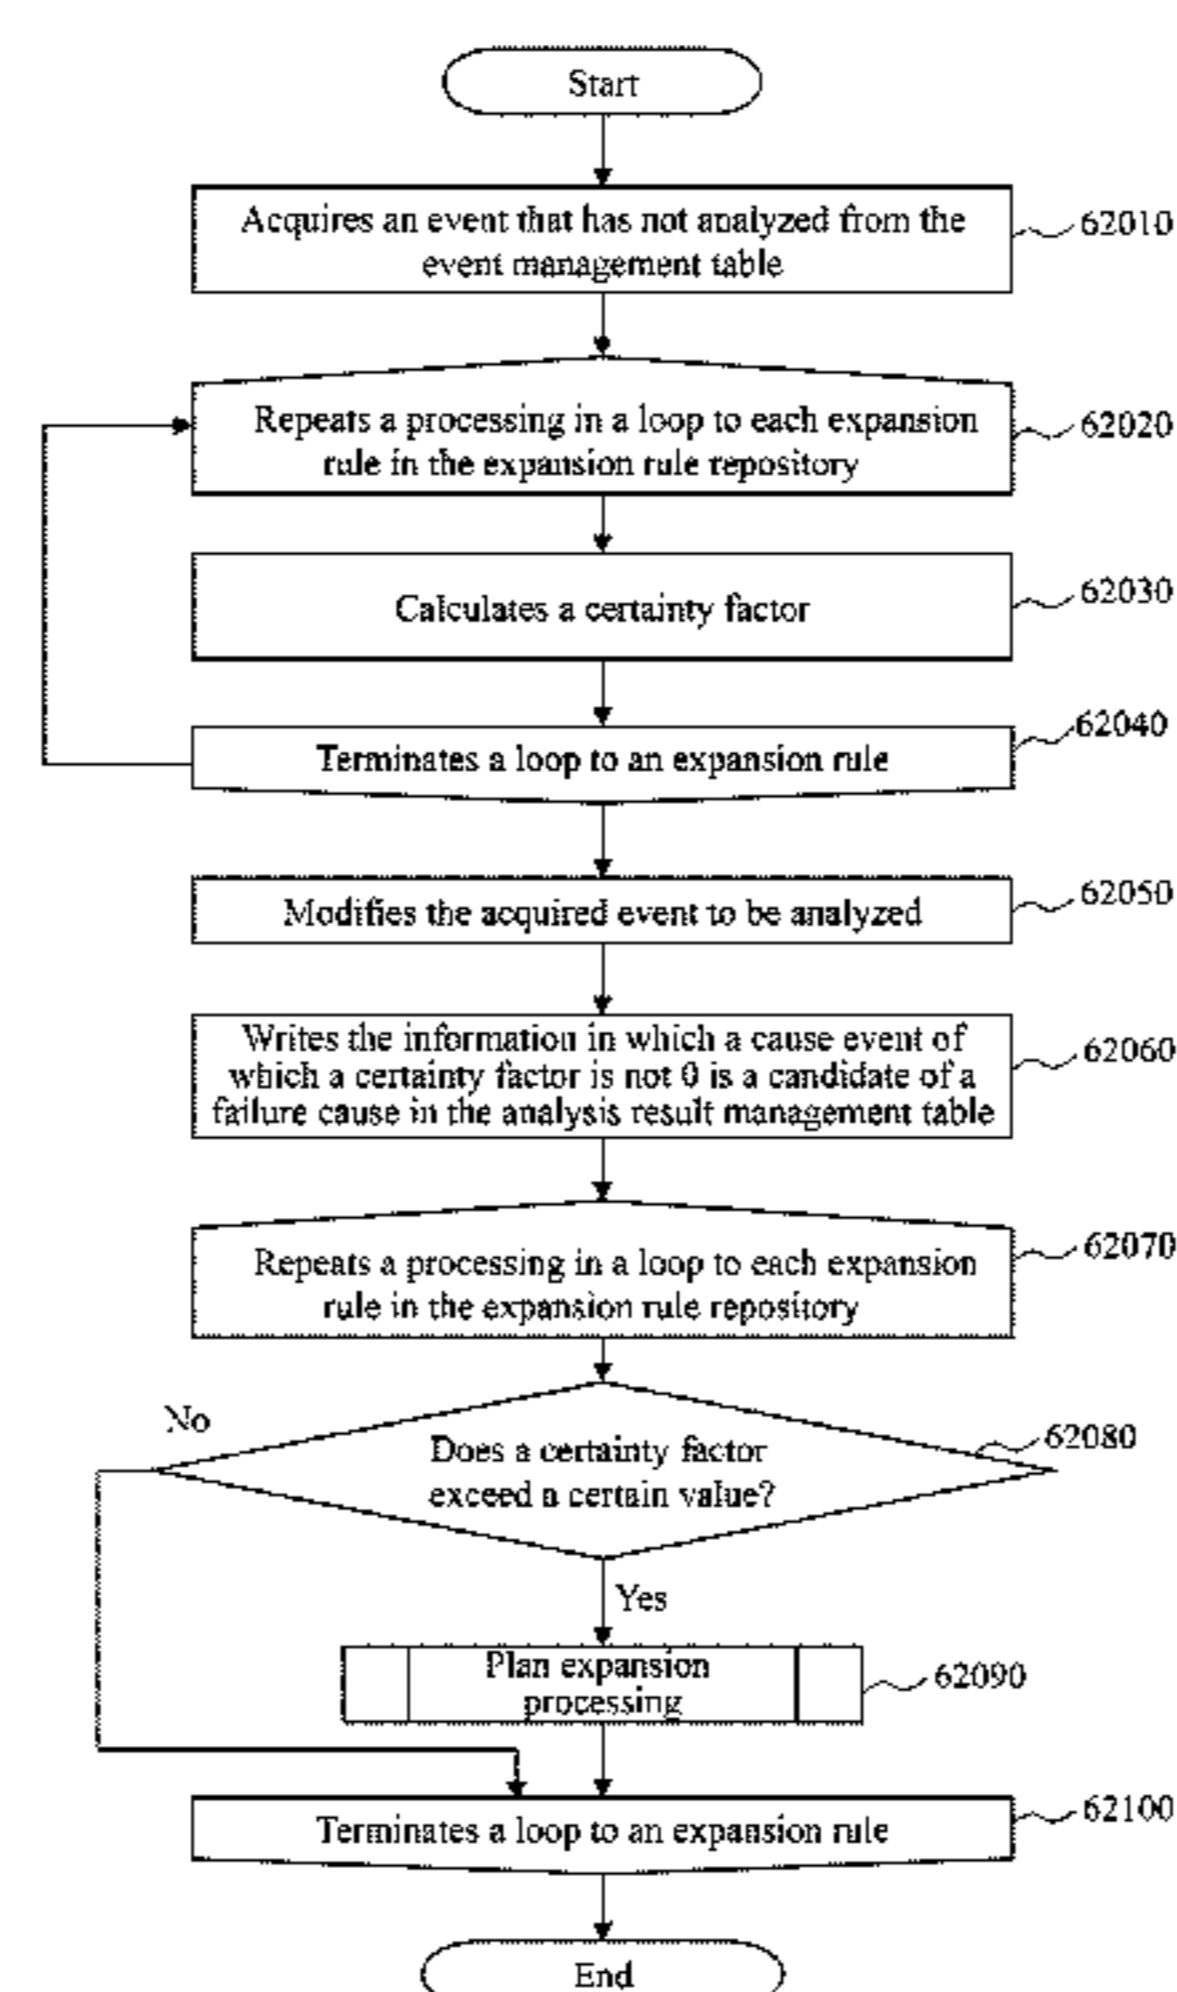 Start
Acquires an event that has not analyzed from the
event management table
62010
Repeats a processing in a loop to each expansion
rule in the expansion rule repository
62020
Calculates a certainty factor
62030
Terminates a loop to an expansion rule
62040
Modifies the acquired event to be analyzed
62050
Writes the information in which a cause event of
which a certainty factor is not 0 is a candidate of a
failure cause in the analysis result management table
62060
Repeats a processing in a loop to each expansion
rule in the expansion rule repository
62070
No
Does a certainty factor
exceed a certain value?
62080
Yes
Plan expansion
processing
62090
Terminates a loop to an expansion rule
62100
End